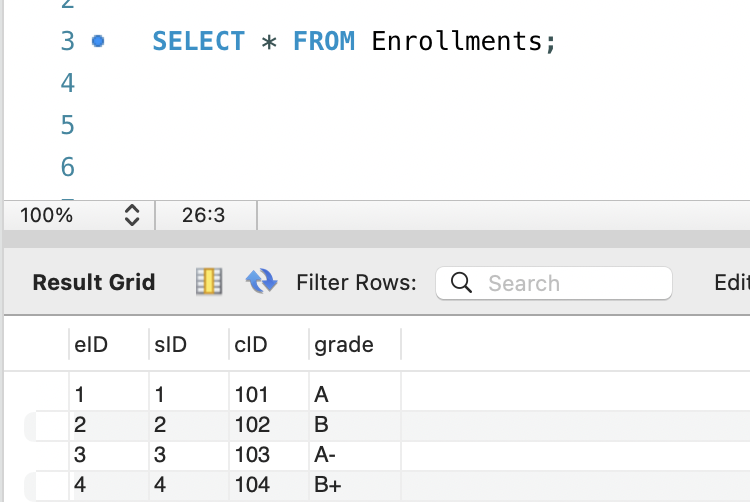 2
3 SELECT * FROM Enrollments;
4
5
6
100% 26:3
Result Grid Filter Rows: Search Edit
eID sID cID grade
1 1 101 A
2 2 102 B
3 3 103 A-
4 4 104 B+